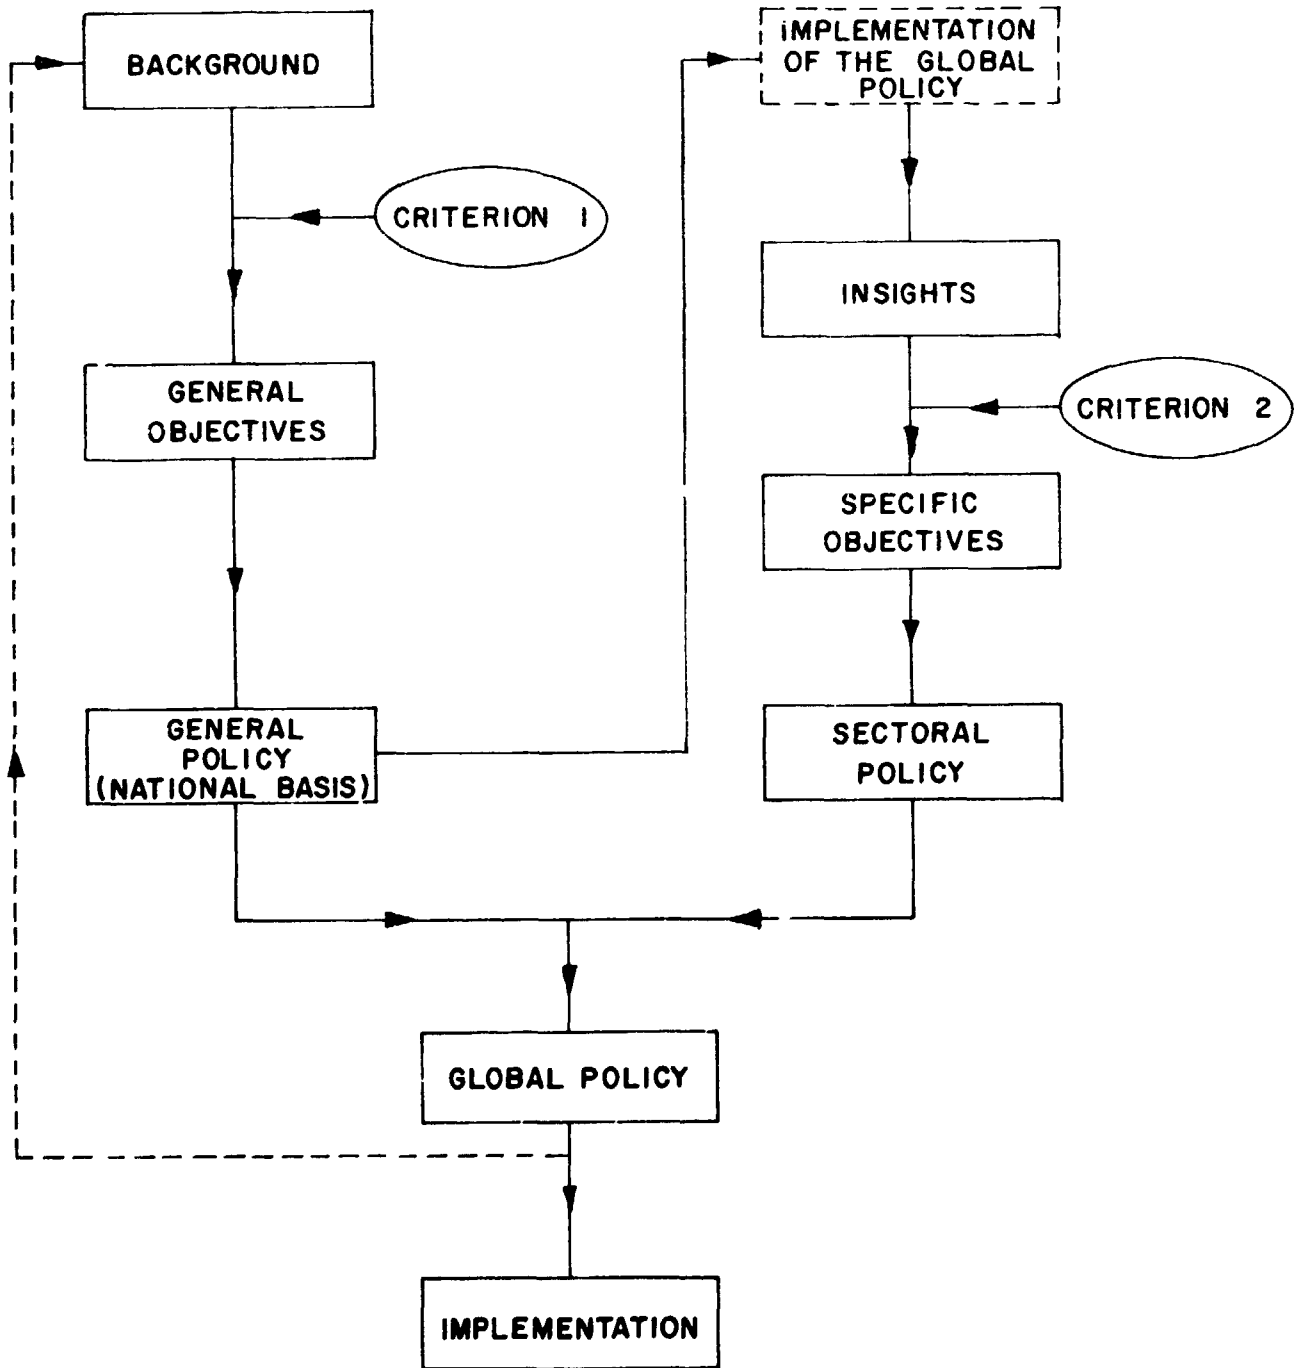 BACKGROUND
CRITERION 1
GENERAL
OBJECTIVES
GENERAL
POLICY
(NATIONAL BASIS)
IMPLEMENTATION
OF THE GLOBAL
POLICY
INSIGHTS
CRITERION 2
SPECIFIC
OBJECTIVES
SECTORAL
POLICY
GLOBAL POLICY
IMPLEMENTATION